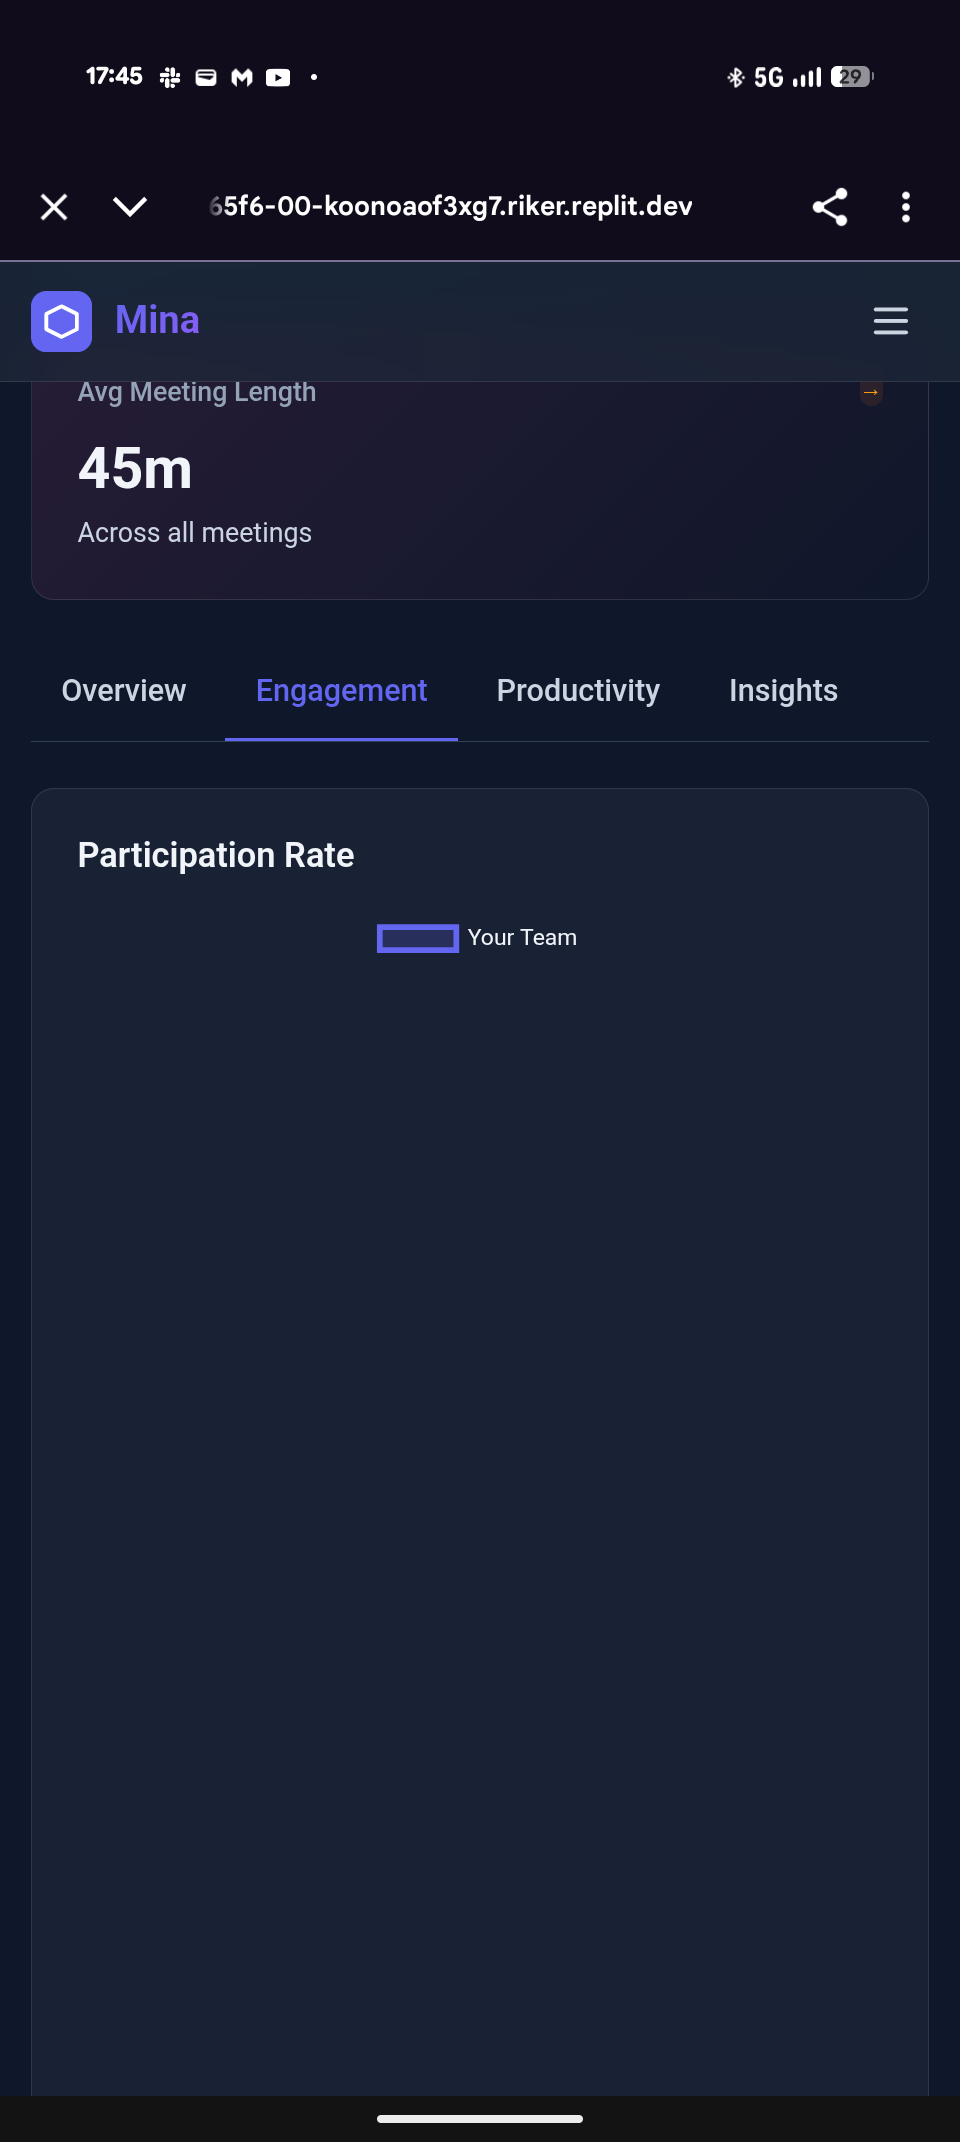 17:45
5G
29
65f6-00-koonoaof3xg7.riker.replit.dev
Mina
Avg Meeting Length
→
45m
Across all meetings
Overview Engagement Productivity Insights
Participation Rate
Your Team